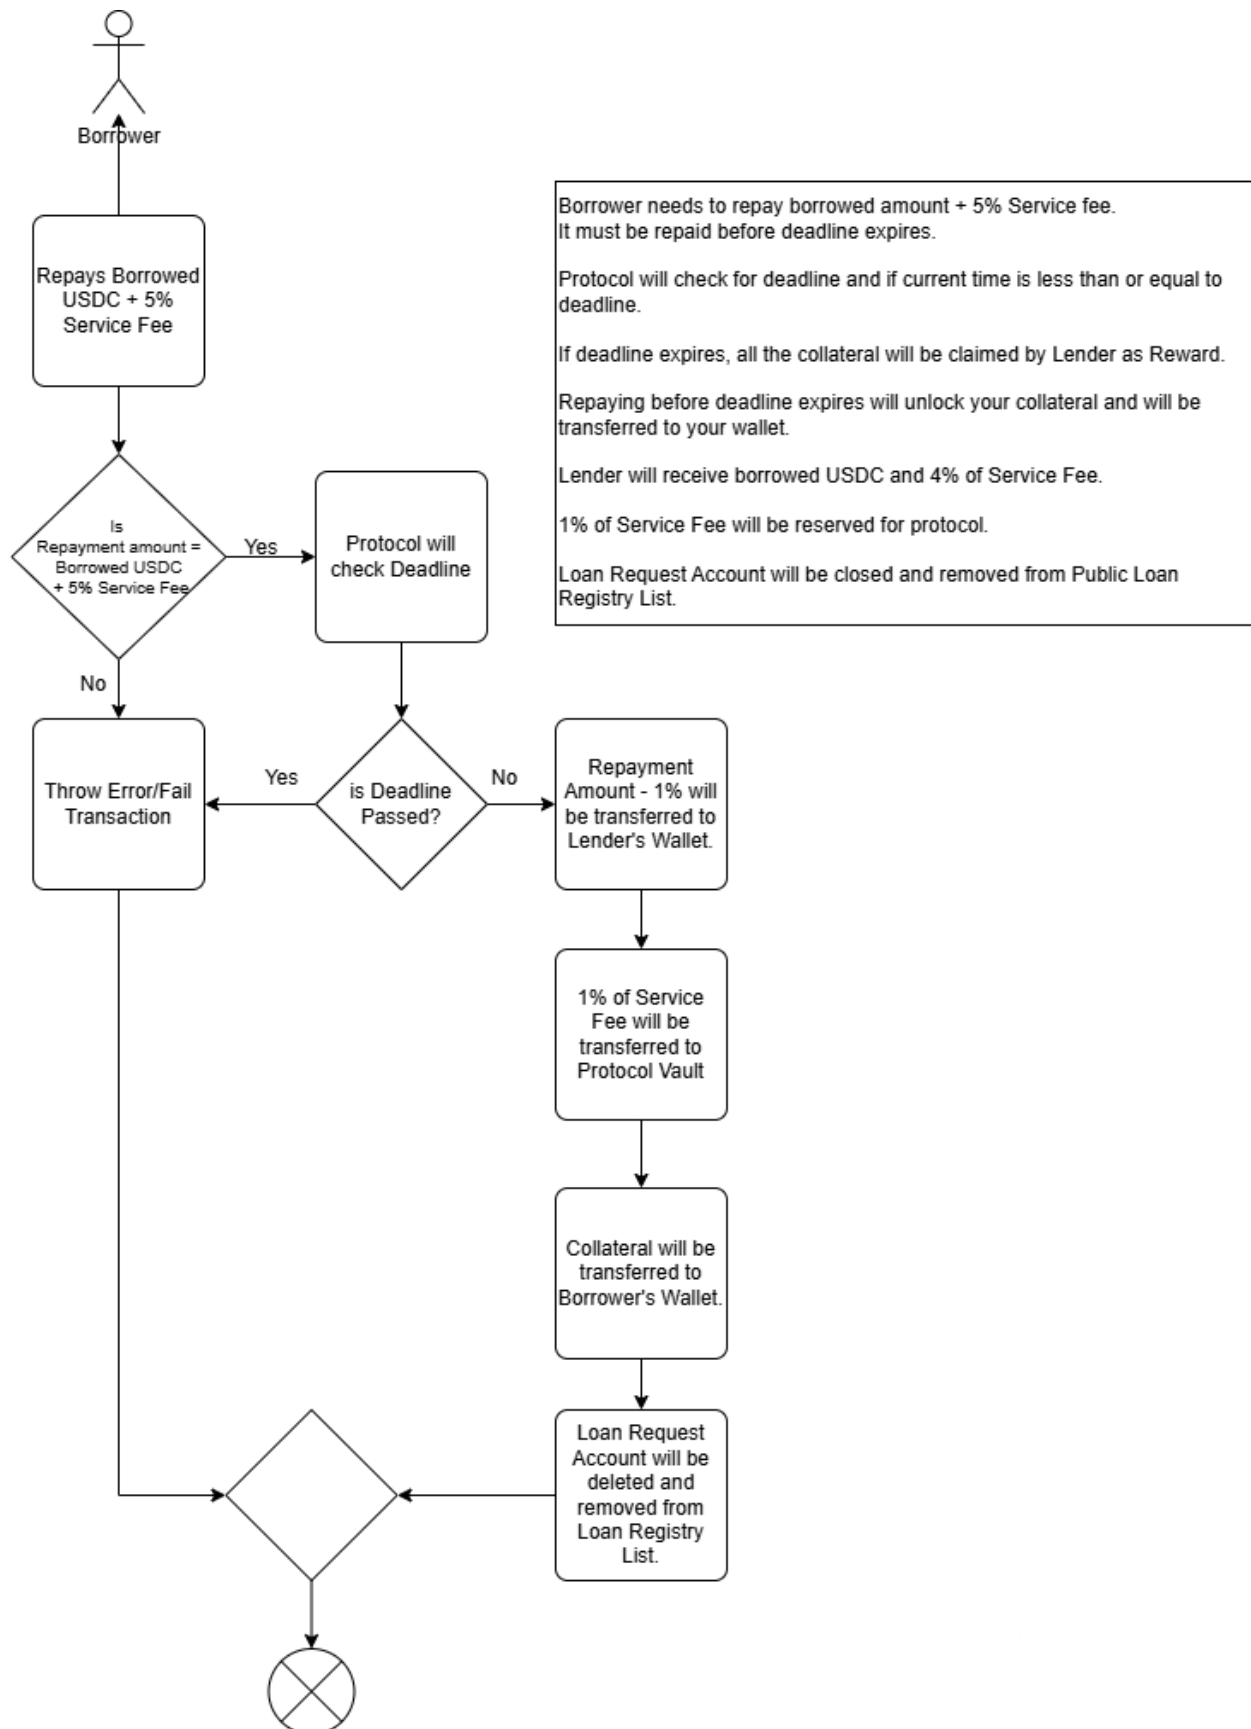 Borrower
Repays Borrowed
USDC + 5%
Service Fee
Borrower needs to repay borrowed amount + 5% Service fee.
It must be repaid before deadline expires.
Protocol will check for deadline and if current time is less than or equal to
deadline.
If deadline expires, all the collateral will be claimed by Lender as Reward.
Repaying before deadline expires will unlock your collateral and will be
transferred to your wallet.
Lender will receive borrowed USDC and 4% of Service Fee.
1% of Service Fee will be reserved for protocol.
Loan Request Account will be closed and removed from Public Loan
Registry List.
Is
Repayment amount =
Borrowed USDC
+ 5% Service Fee
Yes
Protocol will
check Deadline
No
Throw Error/Fail
Transaction
Yes
is Deadline
Passed?
No
Repayment
Amount - 1% will
be transferred to
Lender's Wallet.
1% of Service
Fee will be
transferred to
Protocol Vault
Collateral will be
transferred to
Borrower's Wallet.
Loan Request
Account will be
deleted and
removed from
Loan Registry
List.